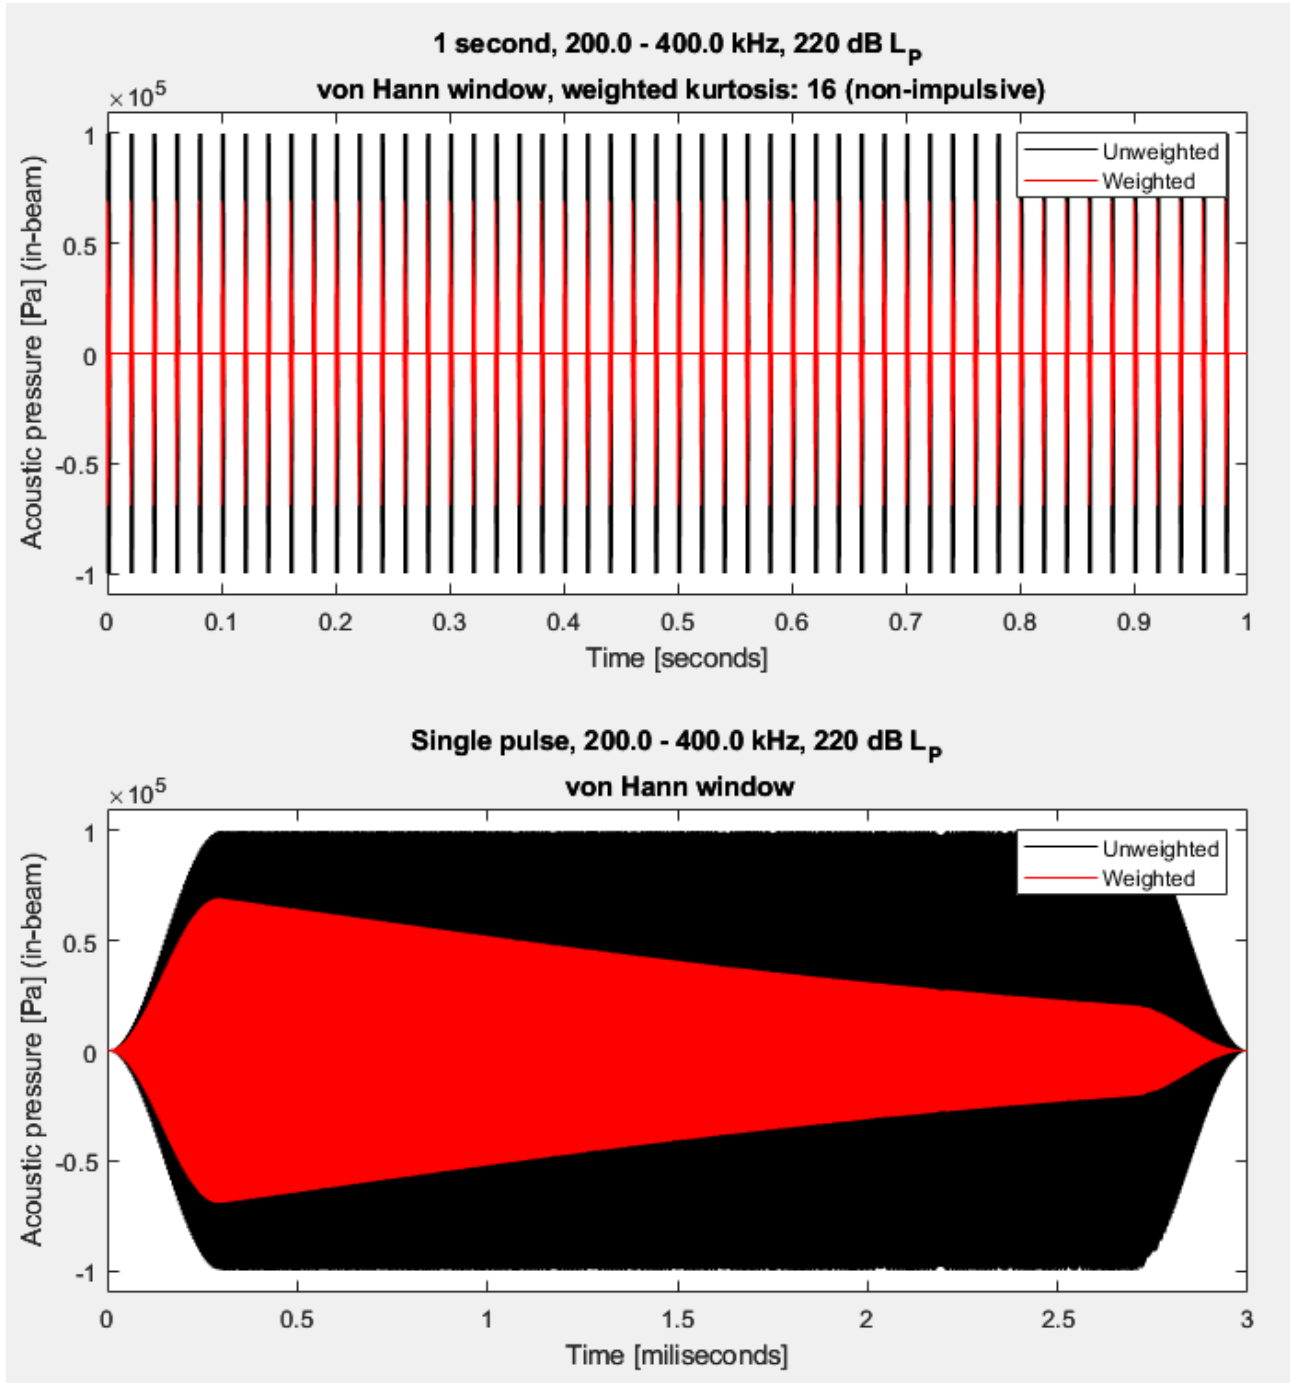 1 second, 200.0 - 400.0 kHz, 220 dB Lp
von Hann window, weighted kurtosis: 16 (non-impulsive)
×10^5
Acoustic pressure [Pa] (in-beam)
1
0.5
0
-0.5
-1
Unweighted
Weighted
0 0.1 0.2 0.3 0.4 0.5 0.6 0.7 0.8 0.9 1
Time [seconds]
Single pulse, 200.0 - 400.0 kHz, 220 dB Lp
von Hann window
×10^5
Acoustic pressure [Pa] (in-beam)
1
0.5
0
-0.5
-1
Unweighted
Weighted
0 0.5 1 1.5 2 2.5 3
Time [miliseconds]